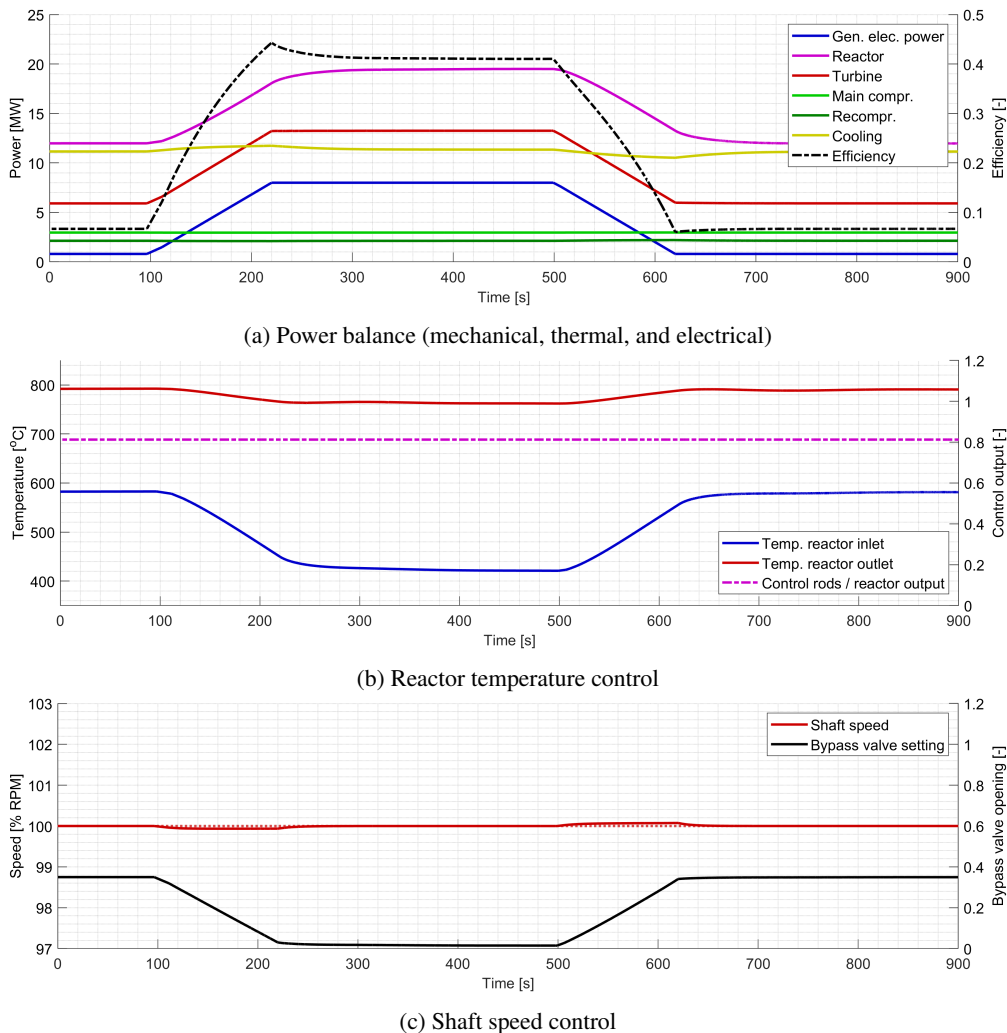 25
20
15
10
5
0
Power [MW]
0.5
0.4
0.3
0.2
0.1
0
Efficiency [-]
Gen. elec. power
Reactor
Turbine
Main compr.
Recompr.
Cooling
Efficiency
0 100 200 300 400 500 600 700 800 900
Time [s]
(a) Power balance (mechanical, thermal, and electrical)
800
700
600
500
400
Temperature [°C]
1.2
1
0.8
0.6
0.4
0.2
0
Control output [-]
Temp. reactor inlet
Temp. reactor outlet
Control rods / reactor output
0 100 200 300 400 500 600 700 800 900
Time [s]
(b) Reactor temperature control
103
102
101
100
99
98
97
Speed [% RPM]
1.2
1
0.8
0.6
0.4
0.2
0
Bypass valve opening [-]
Shaft speed
Bypass valve setting
0 100 200 300 400 500 600 700 800 900
Time [s]
(c) Shaft speed control